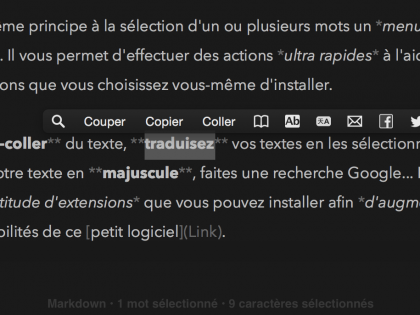 ème principe à la sélection d'un ou plusieurs mots un *menu
. Il vous permet d'effectuer des actions *ultra rapides* à l'aid
ons que vous choisissez vous-même d'installer.
Couper Copier Coller Ab
-coller** du texte, **traduisez** vos textes en les sélectionn
otre texte en **majuscule**, faites une recherche Google...
titude d'extensions* que vous pouvez installer afin *d'augm
bilités de ce [petit logiciel](Link).
Markdown · 1 mot sélectionné · 9 caractères sélectionnés